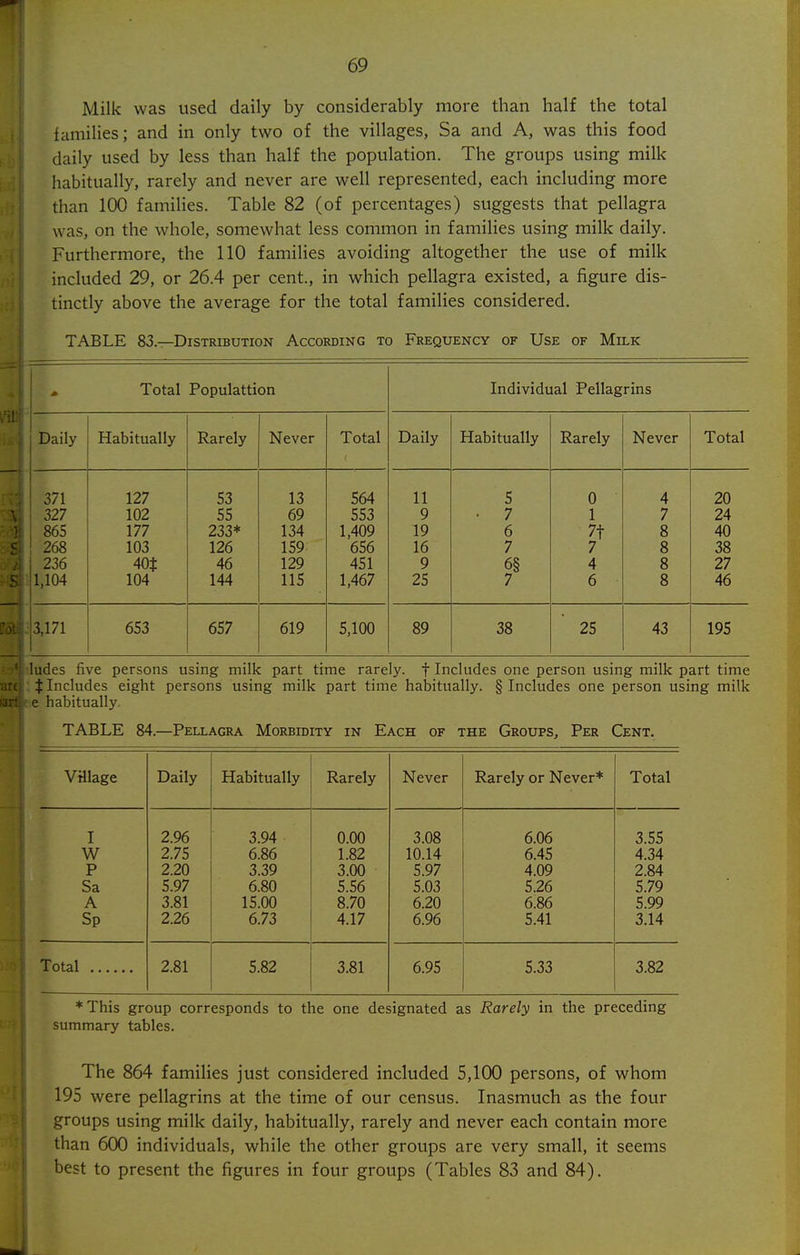 69
Milk was used daily by considerably more than half the total
families; and in only two of the villages, Sa and A, was this food
daily used by less than half the population. The groups using milk
habitually, rarely and never are well represented, each including more
than 100 families. Table 82 (of percentages) suggests that pellagra
was, on the whole, somewhat less common in families using milk daily.
Furthermore, the 110 families avoiding altogether the use of milk
included 29, or 26.4 per cent., in which pellagra existed, a figure dis-
tinctly above the average for the total families considered.
TABLE 83.—Distribution According to Frequency of Use of Milk
Total Populattion Individual Pellagrins
Daily Habitually Rarely Never Total Daily Habitually Rarely Never Total
371 127 53 13 564 11 5 0 4 20
327 102 55 69 553 9 7 1 7 24
865 177 233* 134 1,409 19 6 7† 8 40
268 103 126 159 656 16 7 7 8 38
236 40‡ 46 129 451 9 6§ 4 8 27
1,104 104 144 115 1,467 25 7 6 8 46
3,171 653 657 619 5,100 89 38 25 43 195
ludes five persons using milk part time rarely. † Includes one person using milk part time
‡ Includes eight persons using milk part time habitually. § Includes one person using milk
e habitually.
TABLE 84.—Pellagra Morbidity in Each of the Groups, Per Cent.
Village Daily Habitually Rarely Never Rarely or Never* Total
I 2.96 3.94 0.00 3.08 6.06 3.55
W 2.75 6.86 1.82 10.14 6.45 4.34
P 2.20 3.39 3.00 5.97 4.09 2.84
Sa 5.97 6.80 5.56 5.03 5.26 5.79
A 3.81 15.00 8.70 6.20 6.86 5.99
Sp 2.26 6.73 4.17 6.96 5.41 3.14
Total ...... 2.81 5.82 3.81 6.95 5.33 3.82
* This group corresponds to the one designated as Rarely in the preceding
summary tables.
The 864 families just considered included 5,100 persons, of whom
195 were pellagrins at the time of our census. Inasmuch as the four
groups using milk daily, habitually, rarely and never each contain more
than 600 individuals, while the other groups are very small, it seems
best to present the figures in four groups (Tables 83 and 84).